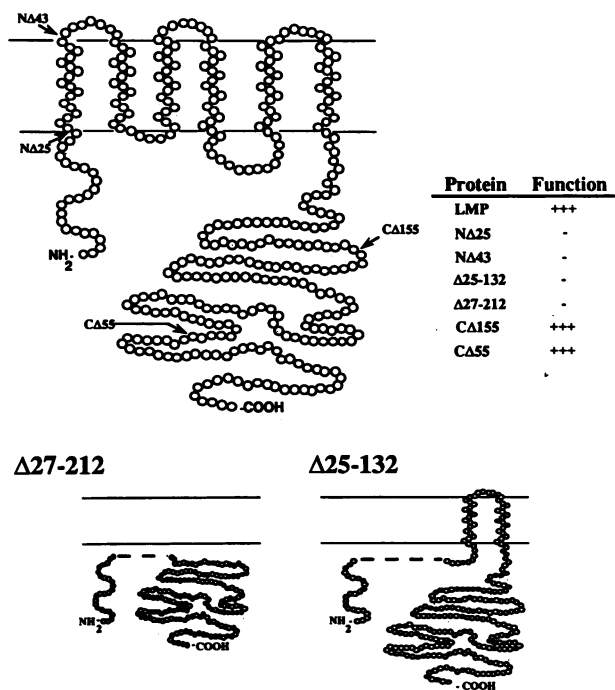 NΔ43
NΔ25
NH2
CΔ155
CΔ55
-COOH
Protein Function
LMP +++
NΔ25 -
NΔ43 -
Δ25-132 -
Δ27-212 -
CΔ155 +++
CΔ55 +++
Δ27-212
NH2
-COOH
Δ25-132
NH2
-COOH